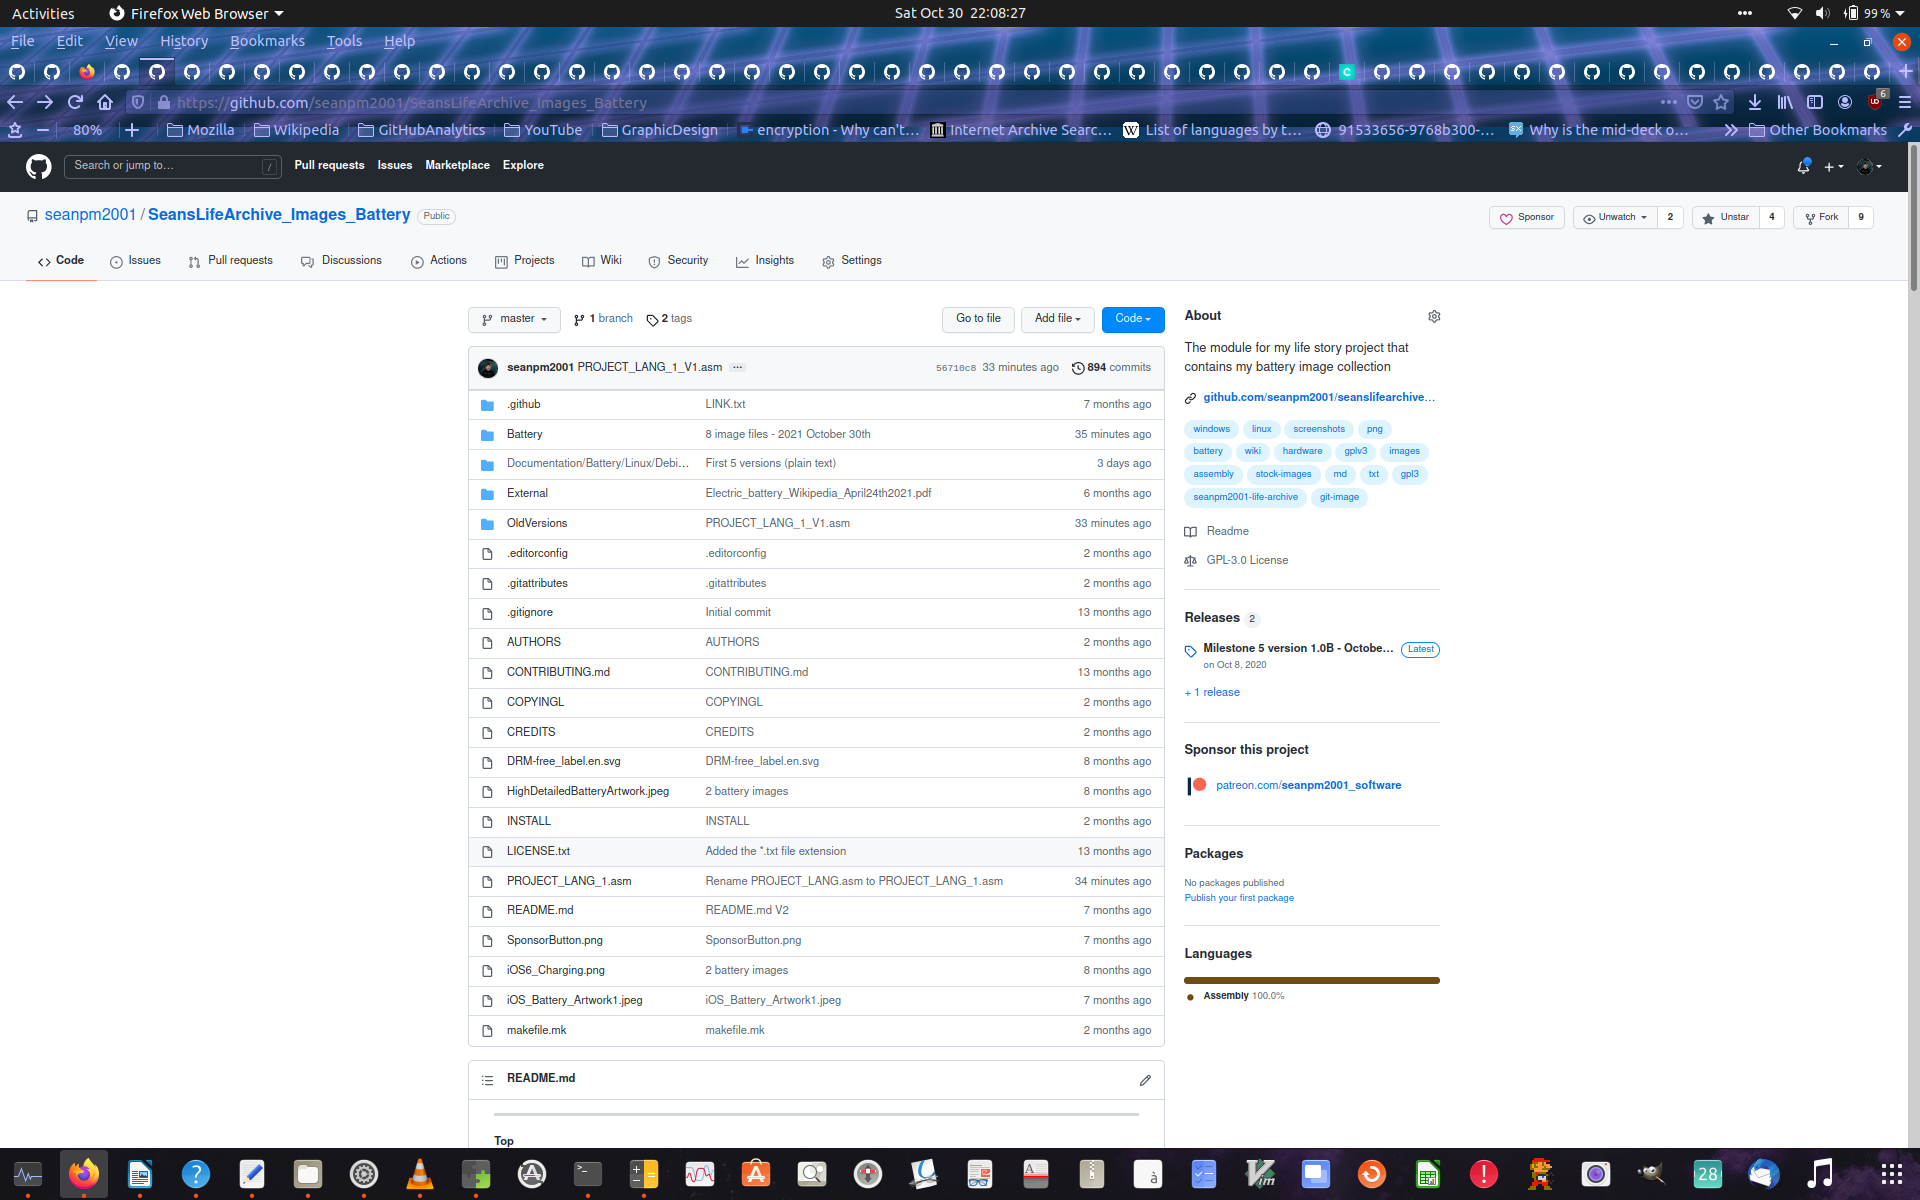 Activities Firefox Web Browser Sat Oct 30 22:08:27 99 %
File Edit View History Bookmarks Tools Help
https://github.com/seanpm2001/SeansLifeArchive_Images_Battery 6
80% Mozilla Wikipedia GitHubAnalytics YouTube GraphicDesign encryption - Why can't… Internet Archive Searc… List of languages by t… 91533656-9768b300-… Why is the mid-deck o… Other Bookmarks
Search or jump to… / Pull requests Issues Marketplace Explore
seanpm2001 / SeansLifeArchive_Images_Battery Public Sponsor Unwatch 2 Unstar 4 Fork 9
Code Issues Pull requests Discussions Actions Projects Wiki Security Insights Settings
master 1 branch 2 tags Go to file Add file Code
seanpm2001 PROJECT_LANG_1_V1.asm … 56710c8 33 minutes ago 894 commits
.github LINK.txt 7 months ago
Battery 8 image files - 2021 October 30th 35 minutes ago
Documentation/Battery/Linux/Debi… First 5 versions (plain text) 3 days ago
External Electric_battery_Wikipedia_April24th2021.pdf 6 months ago
OldVersions PROJECT_LANG_1_V1.asm 33 minutes ago
.editorconfig .editorconfig 2 months ago
.gitattributes .gitattributes 2 months ago
.gitignore Initial commit 13 months ago
AUTHORS AUTHORS 2 months ago
CONTRIBUTING.md CONTRIBUTING.md 13 months ago
COPYINGL COPYINGL 2 months ago
CREDITS CREDITS 2 months ago
DRM-free_label.en.svg DRM-free_label.en.svg 8 months ago
HighDetailedBatteryArtwork.jpeg 2 battery images 8 months ago
INSTALL INSTALL 2 months ago
LICENSE.txt Added the *.txt file extension 13 months ago
PROJECT_LANG_1.asm Rename PROJECT_LANG.asm to PROJECT_LANG_1.asm 34 minutes ago
README.md README.md V2 7 months ago
SponsorButton.png SponsorButton.png 7 months ago
iOS6_Charging.png 2 battery images 8 months ago
iOS_Battery_Artwork1.jpeg iOS_Battery_Artwork1.jpeg 7 months ago
makefile.mk makefile.mk 2 months ago
README.md
Top
About
The module for my life story project that
contains my battery image collection
github.com/seanpm2001/seanslifearchive…
windows linux screenshots png
battery wiki hardware gplv3 images
assembly stock-images md txt gpl3
seanpm2001-life-archive git-image
Readme
GPL-3.0 License
Releases 2
Milestone 5 version 1.0B - Octobe… Latest
on Oct 8, 2020
+ 1 release
Sponsor this project
patreon.com/seanpm2001_software
Packages
No packages published
Publish your first package
Languages
Assembly 100.0%
28